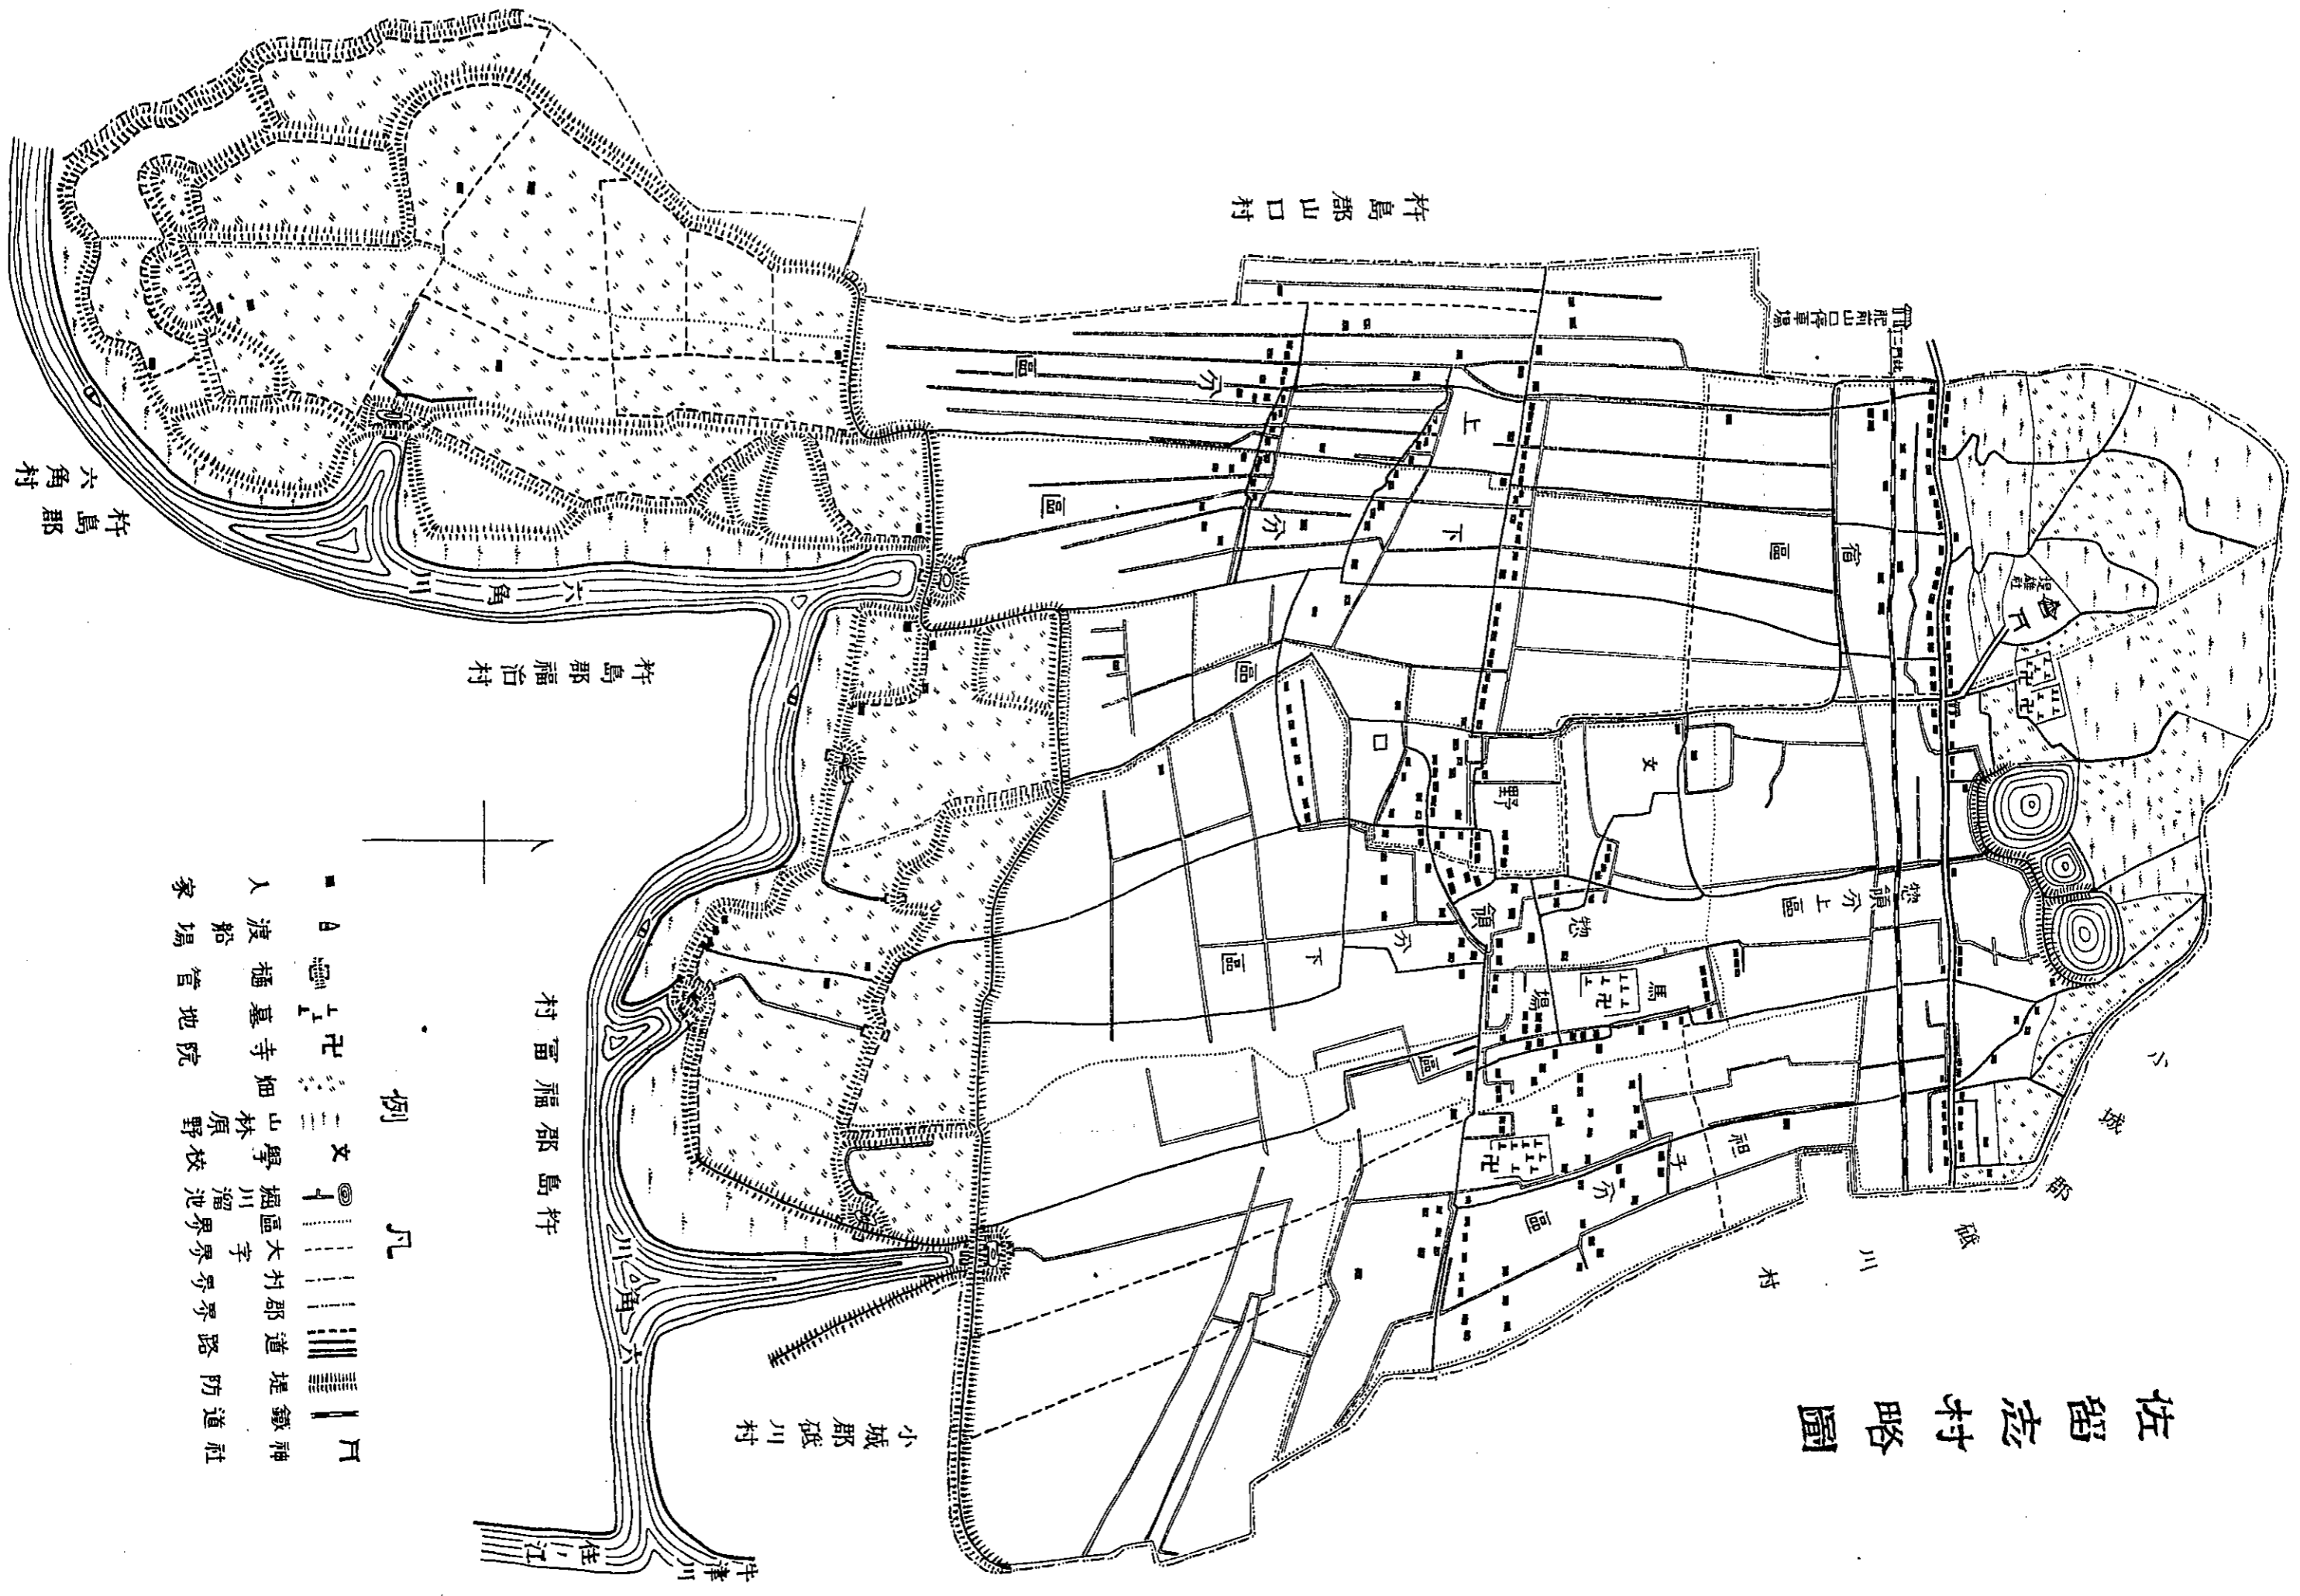 佐留志村略圖
杵島郡山口村
肥前山口停車場
小城郡砥川村
堤雄社
宿區
上分區
下分區
野口區
文
惣領分上區
惣領分下區
馬場區
祖子分區
六角川
杵島郡六角村
杵島郡福治村
杵島郡福富村
六角川
小城郡砥川村
牛津川
住ノ江
凡例
神社
鐵道
堤防
道路
郡界
村界
大字界
區界
堀川溜池
文
學校
山林原野
畑
卍
寺院
墓地
樋管
渡船場
人家